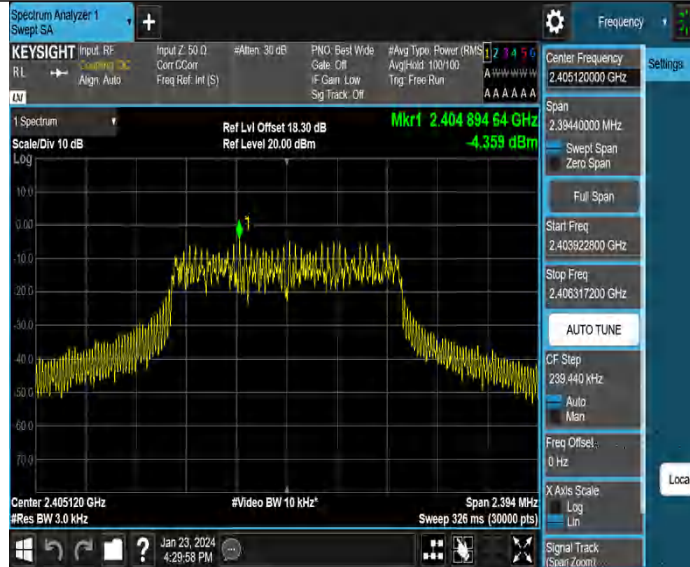 Spectrum Analyzer 1
Swept SA
+
Frequency
KEYSIGHT
RL
Input: RF
Coupling: DC
Align: Auto
Input Z: 50 Ω
Corr CCorr
Freq Ref: Int (S)
#Atten: 30 dB
PNO: Best Wide
Gate: Off
IF Gain: Low
Sig Track: Off
#Avg Type: Power (RMS
Avg|Hold: 100/100
Trig: Free Run
1 2 3 4 5 6
A W W W W W
A A A A A A
LXI
1 Spectrum
Scale/Div 10 dB
Ref Lvl Offset 18.30 dB
Ref Level 20.00 dBm
Mkr1 2.404 894 64 GHz
-4.359 dBm
Log
10.0
0.00
-10.0
-20.0
-30.0
-40.0
-50.0
-60.0
-70.0
1
Center 2.405120 GHz
#Res BW 3.0 kHz
#Video BW 10 kHz*
Span 2.394 MHz
Sweep 326 ms (30000 pts)
Jan 23, 2024
4:29:58 PM
?
Center Frequency
2.405120000 GHz
Settings
Span
2.39440000 MHz
Swept Span
Zero Span
Full Span
Start Freq
2.403922800 GHz
Stop Freq
2.406317200 GHz
AUTO TUNE
CF Step
239.440 kHz
Auto
Man
Freq Offset
0 Hz
X Axis Scale
Log
Lin
Loca
Signal Track
(Span Zoom)